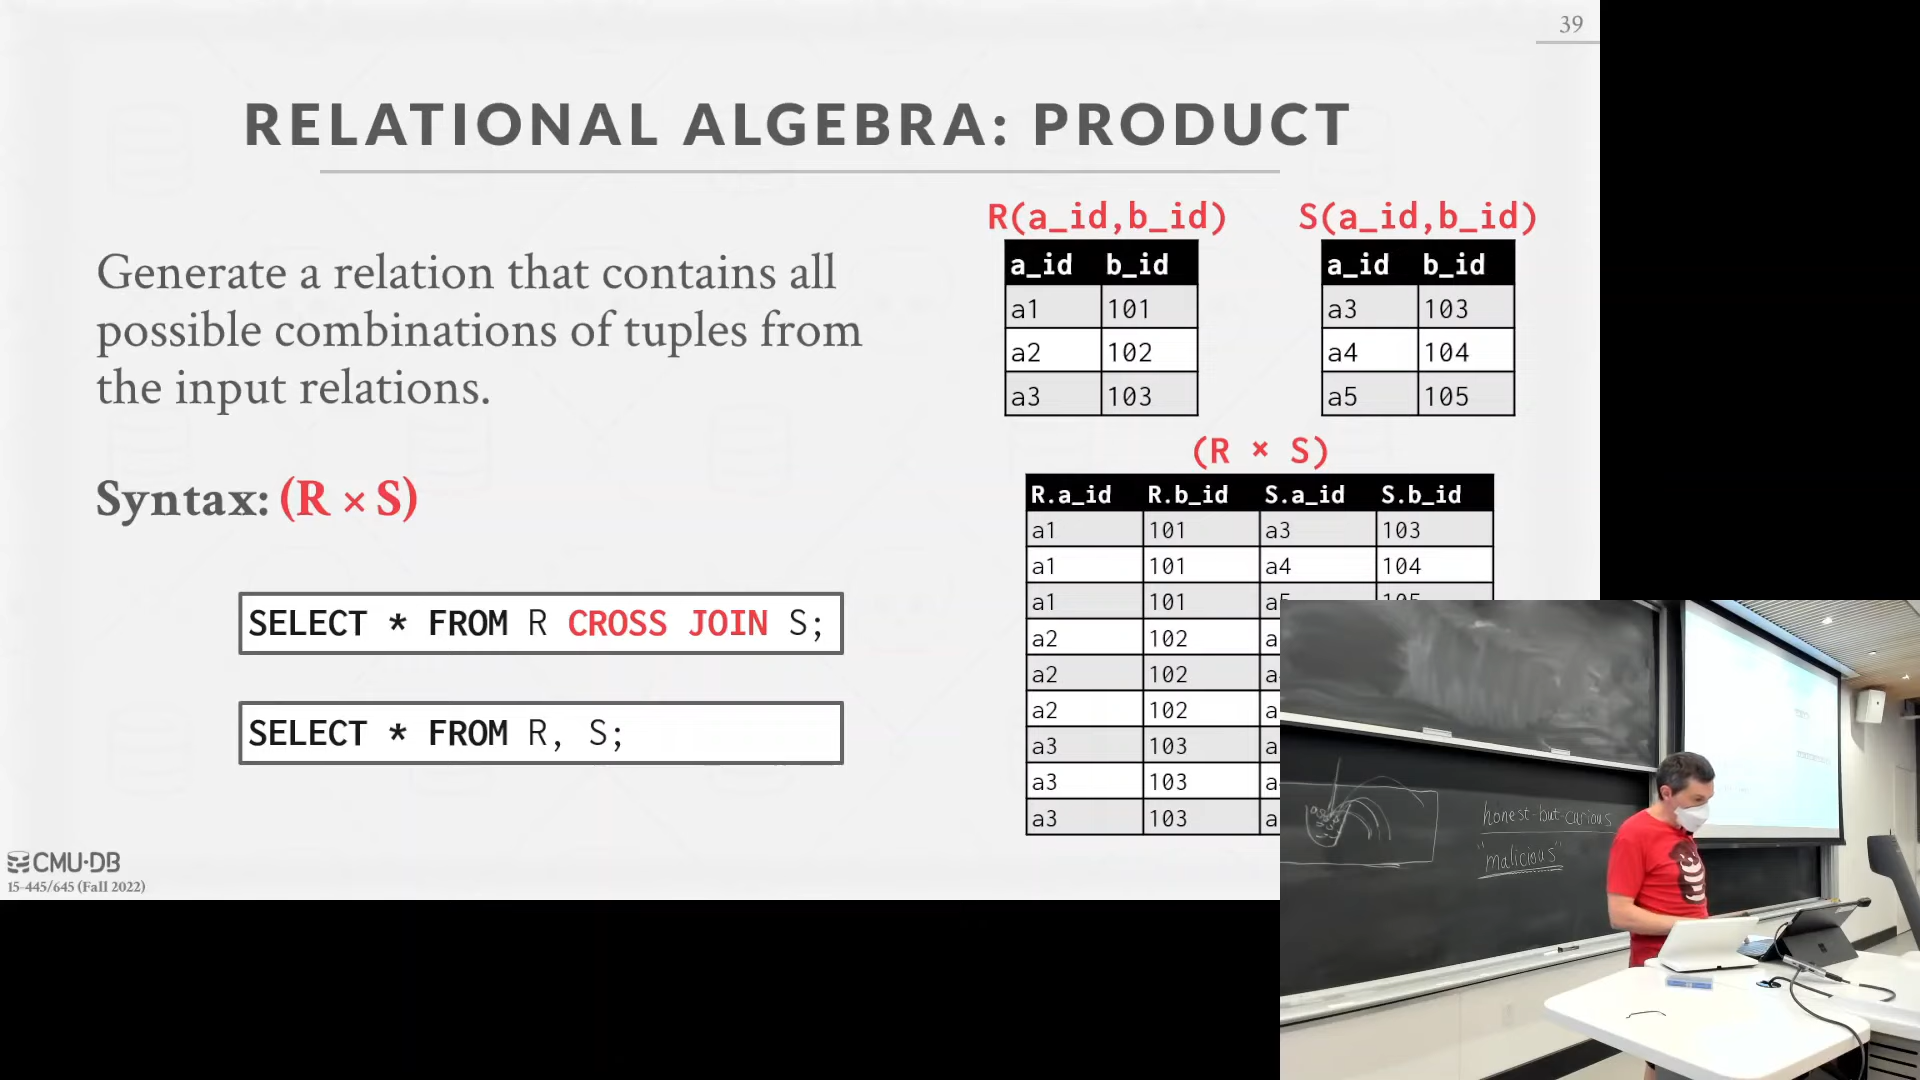 39
RELATIONAL ALGEBRA: PRODUCT
Generate a relation that contains all
possible combinations of tuples from
the input relations.
Syntax: (R × S)
SELECT * FROM R CROSS JOIN S;
SELECT * FROM R, S;
R(a_id,b_id)
a_id b_id
a1 101
a2 102
a3 103
S(a_id,b_id)
a_id b_id
a3 103
a4 104
a5 105
(R × S)
R.a_id R.b_id S.a_id S.b_id
a1 101 a3 103
a1 101 a4 104
a1 101
a2 102
a2 102
a2 102
a3 103
a3 103
a3 103
CMU·DB
15-445/645 (Fall 2022)
honest-but-curious
"malicious"